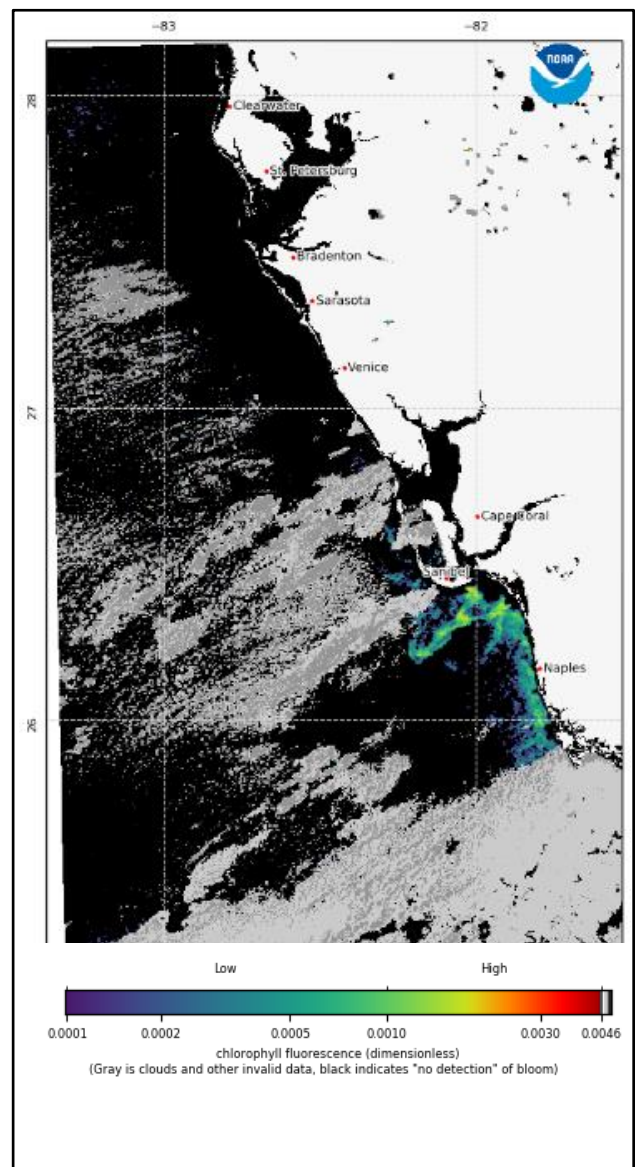 −83 −82
NOAA
28
Clearwater
St. Petersburg
Bradenton
Sarasota
Venice
27
Cape Coral
Sanibel
Naples
26
Low High
0.0001 0.0002 0.0005 0.0010 0.0030 0.0046
chlorophyll fluorescence (dimensionless)
(Gray is clouds and other invalid data, black indicates "no detection" of bloom)